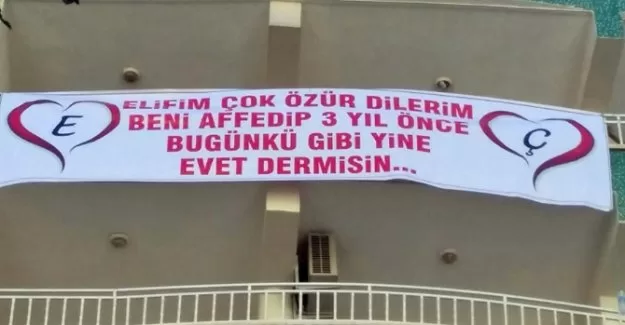 E
ELİFİM ÇOK ÖZÜR DİLERİM
BENİ AFFEDİP 3 YIL ÖNCE
BUGÜNKÜ GİBİ YİNE
EVET DERMİSİN...
Ç